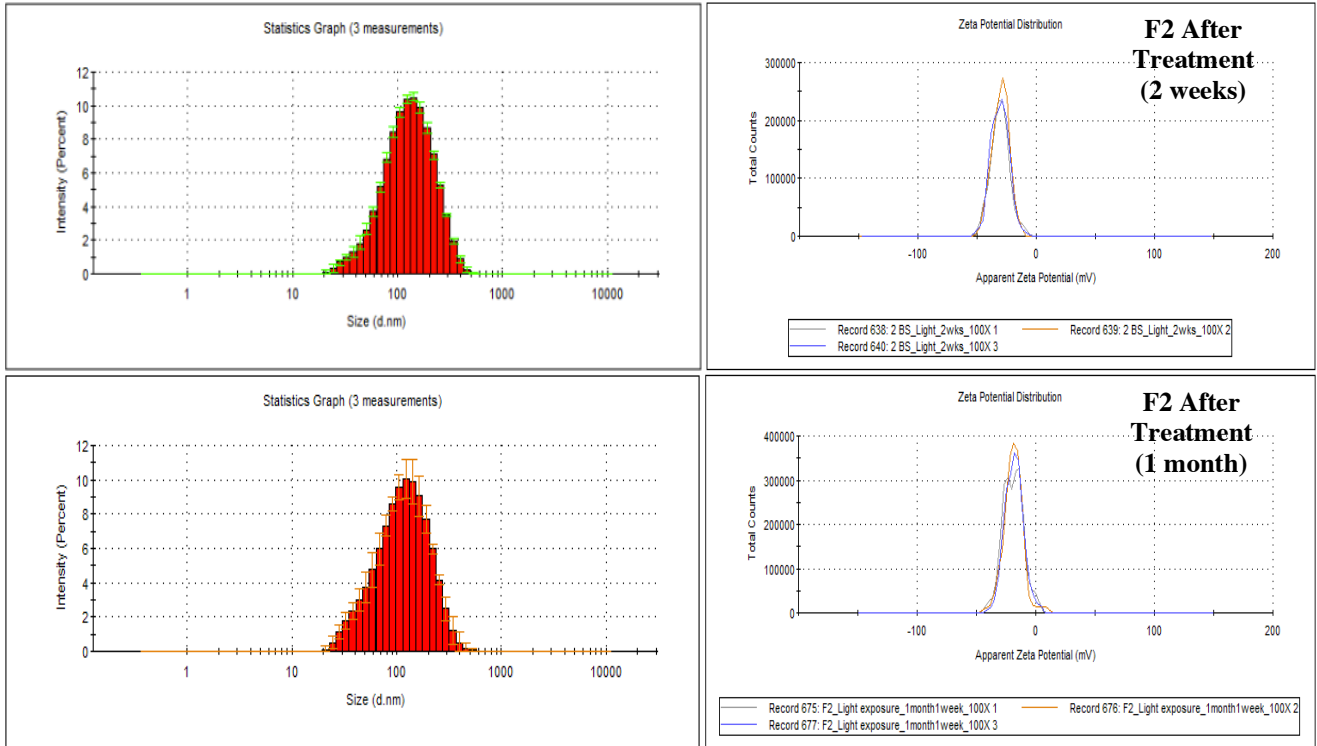 Statistics Graph (3 measurements)
Intensity (Percent)
12
10
8
6
4
2
0
1 10 100 1000 10000
Size (d.nm)
Zeta Potential Distribution
F2 After
Treatment
(2 weeks)
Total Counts
300000
200000
100000
0
-100 0 100 200
Apparent Zeta Potential (mV)
Record 638: 2 BS_Light_2wks_100X 1 Record 639: 2 BS_Light_2wks_100X 2
Record 640: 2 BS_Light_2wks_100X 3
Statistics Graph (3 measurements)
Intensity (Percent)
12
10
8
6
4
2
0
1 10 100 1000 10000
Size (d.nm)
Zeta Potential Distribution
F2 After
Treatment
(1 month)
Total Counts
400000
300000
200000
100000
0
-100 0 100 200
Apparent Zeta Potential (mV)
Record 675: F2_Light exposure_1month1week_100X 1 Record 676: F2_Light exposure_1month1week_100X 2
Record 677: F2_Light exposure_1month1week_100X 3